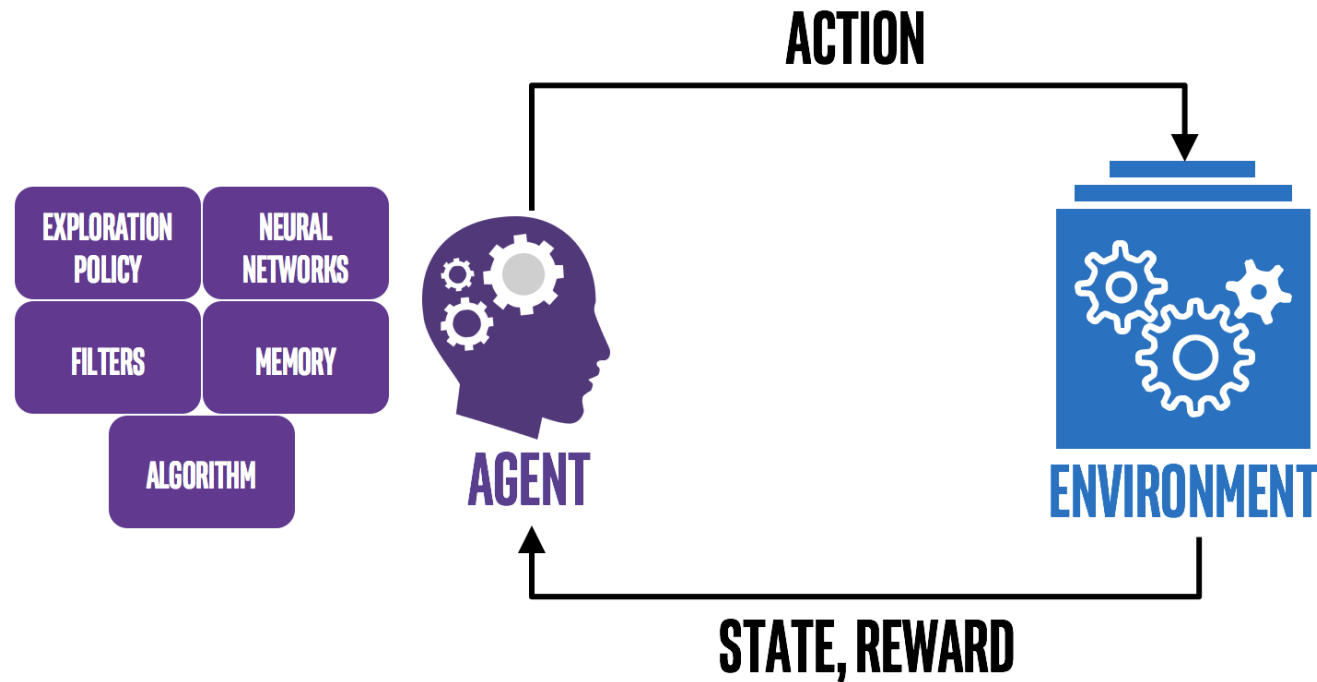 ACTION
EXPLORATION
POLICY
NEURAL
NETWORKS
FILTERS
MEMORY
ALGORITHM
AGENT
ENVIRONMENT
STATE, REWARD